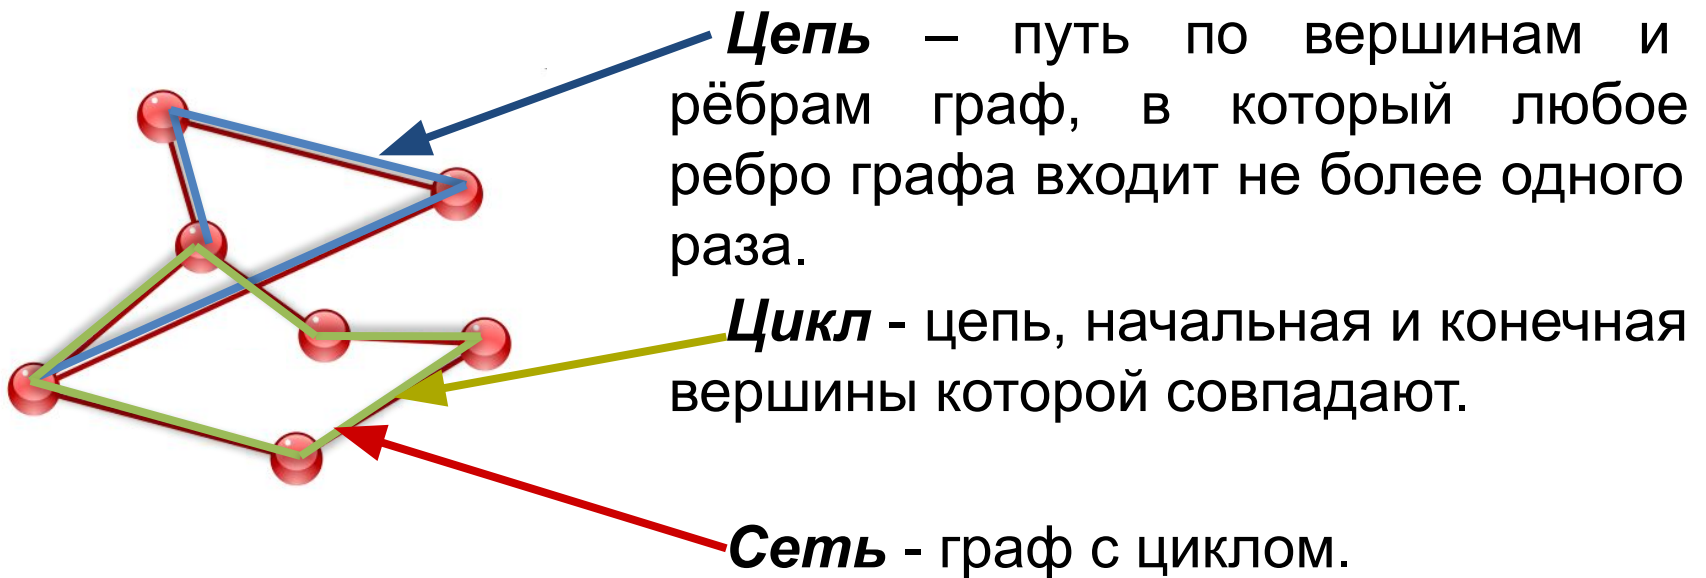 Цепь – путь по вершинам и
рёбрам граф, в который любое
ребро графа входит не более одного
раза.
Цикл - цепь, начальная и конечная
вершины которой совпадают.
Сеть - граф с циклом.